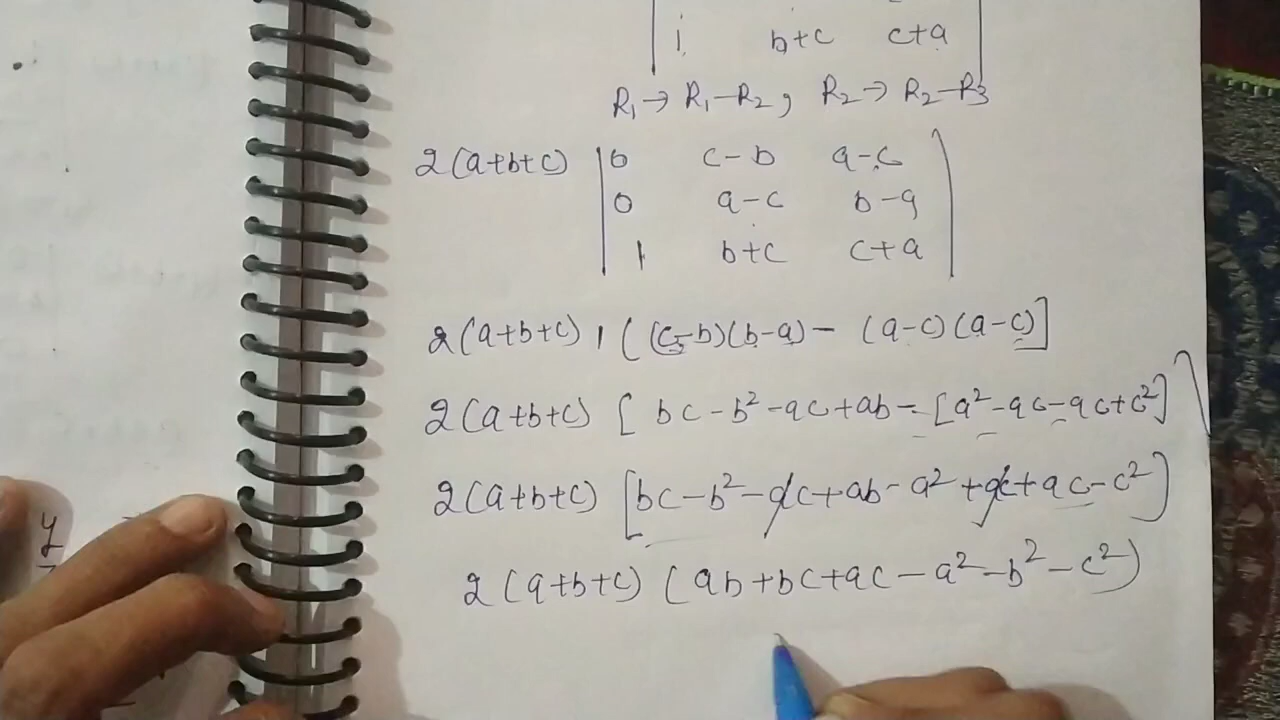 1 b+c c+a
R₁→ R₁-R₂, R₂→ R₂-R₃
2(a+b+c) | 0 c-b a-c |
0 a-c b-a
1 b+c c+a
2(a+b+c) 1 ( (c-b)(b-a) - (a-c)(a-c)]
2(a+b+c) [ bc-b²-ac+ab - [a²-ac-ac+c²] ]
2(a+b+c) [bc-b²-ac+ab-a²+ac+ac-c²)
2(a+b+c) (ab+bc+ac-a²-b²-c²)
y